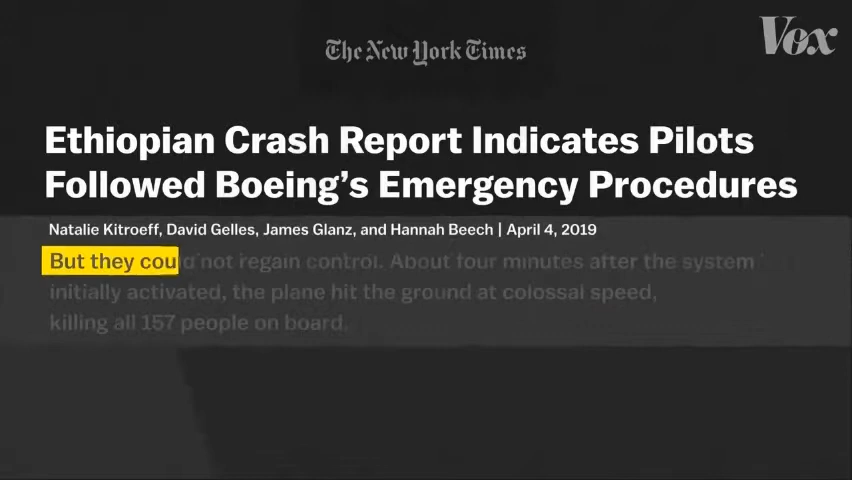 The New York Times
Vox
Ethiopian Crash Report Indicates Pilots
Followed Boeing's Emergency Procedures
Natalie Kitroeff, David Gelles, James Glanz, and Hannah Beech | April 4, 2019
But they could not regain control. About four minutes after the system
initially activated, the plane hit the ground at colossal speed,
killing all 157 people on board.